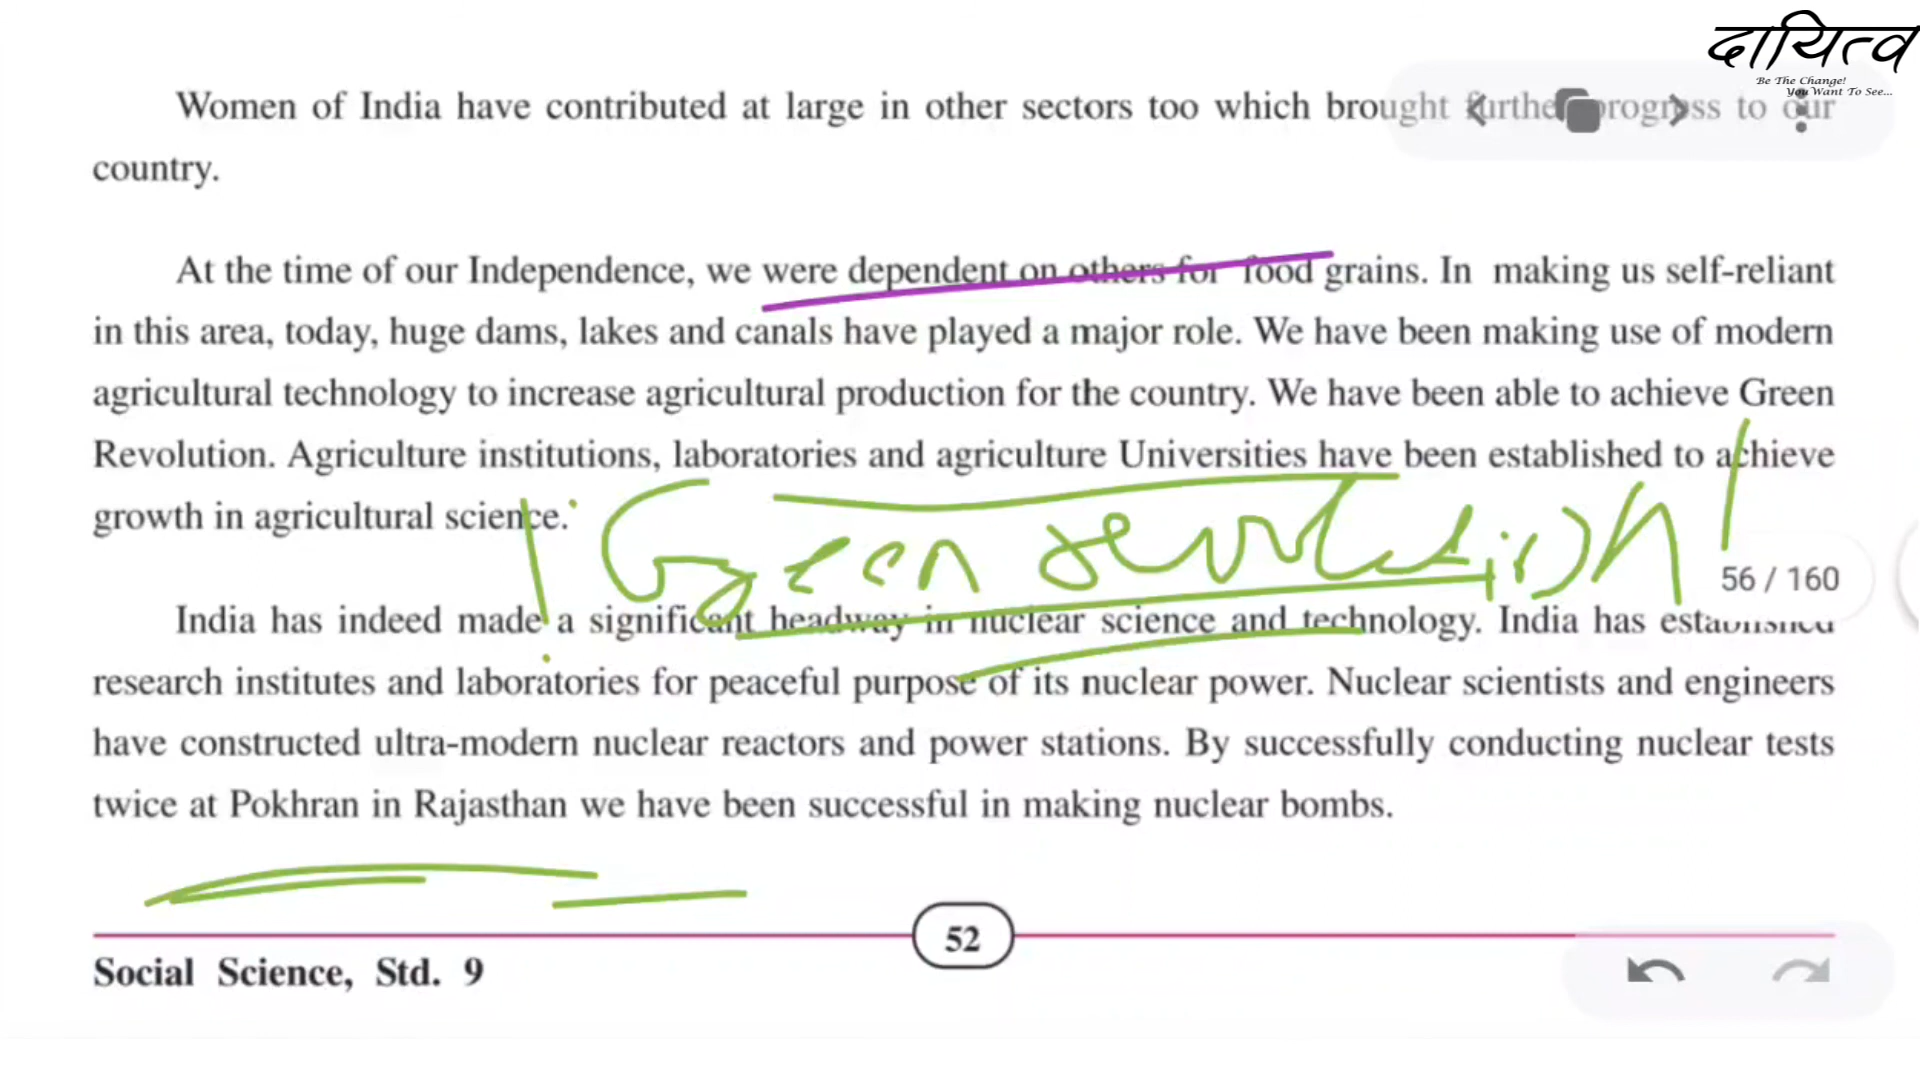 दायित्व
Be The Change!
You Want To See...
Women of India have contributed at large in other sectors too which brought further progress to our
country.
At the time of our Independence, we were dependent on others for food grains. In making us self-reliant
in this area, today, huge dams, lakes and canals have played a major role. We have been making use of modern
agricultural technology to increase agricultural production for the country. We have been able to achieve Green
Revolution. Agriculture institutions, laboratories and agriculture Universities have been established to achieve
growth in agricultural science.
Green revolution
56 / 160
India has indeed made a significant headway in nuclear science and technology. India has established
research institutes and laboratories for peaceful purpose of its nuclear power. Nuclear scientists and engineers
have constructed ultra-modern nuclear reactors and power stations. By successfully conducting nuclear tests
twice at Pokhran in Rajasthan we have been successful in making nuclear bombs.
52
Social Science, Std. 9